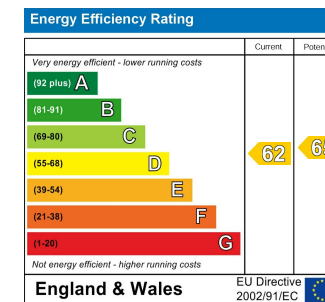 Energy Efficiency Rating
Current
Very energy efficient - lower running costs
(92 plus) A
(81-91) B
(69-80) C
(55-68) D
62
(39-54) E
(21-38) F
(1-20) G
Not energy efficient - higher running costs
England & Wales
EU Directive
2002/91/EC